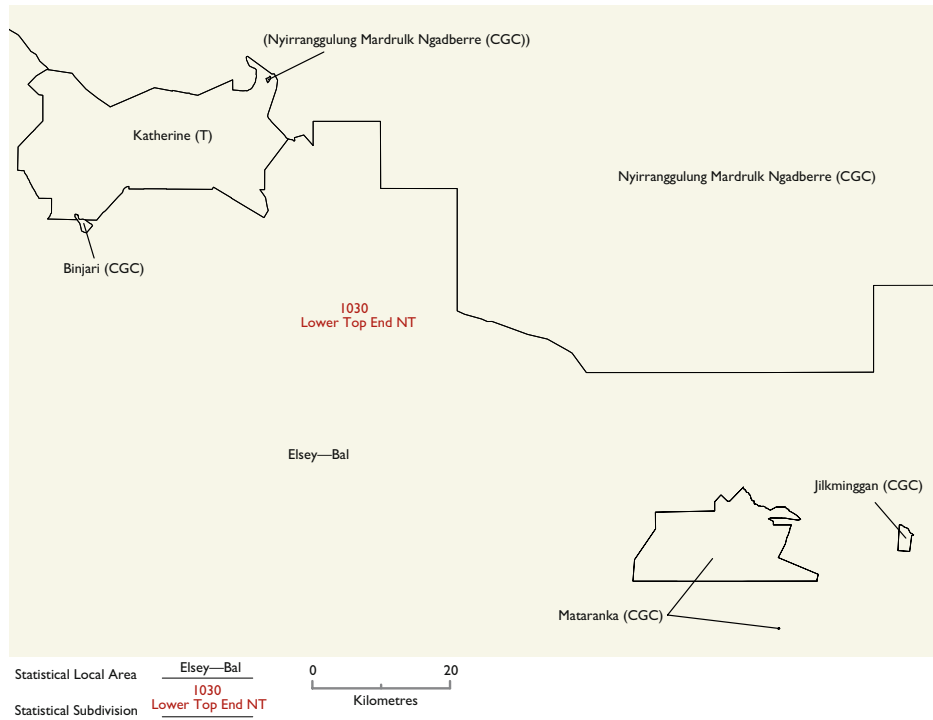 (Nyirranggulung Mardrulk Ngadberre (CGC))
Katherine (T)
Nyirranggulung Mardrulk Ngadberre (CGC)
Binjari (CGC)
1030
Lower Top End NT
Elsey—Bal
Jilkminggan (CGC)
Mataranka (CGC)
Statistical Local Area
Elsey—Bal
0 20
Kilometres
Statistical Subdivision
1030
Lower Top End NT